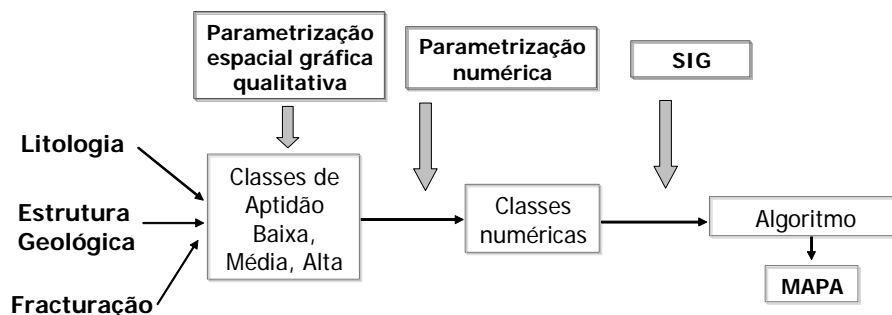 Parametrização
espacial gráfica
qualitativa
Parametrização
numérica
SIG
Litologia
Estrutura
Geológica
Fracturação
Classes de
Aptidão
Baixa,
Média, Alta
Classes
numéricas
Algoritmo
MAPA